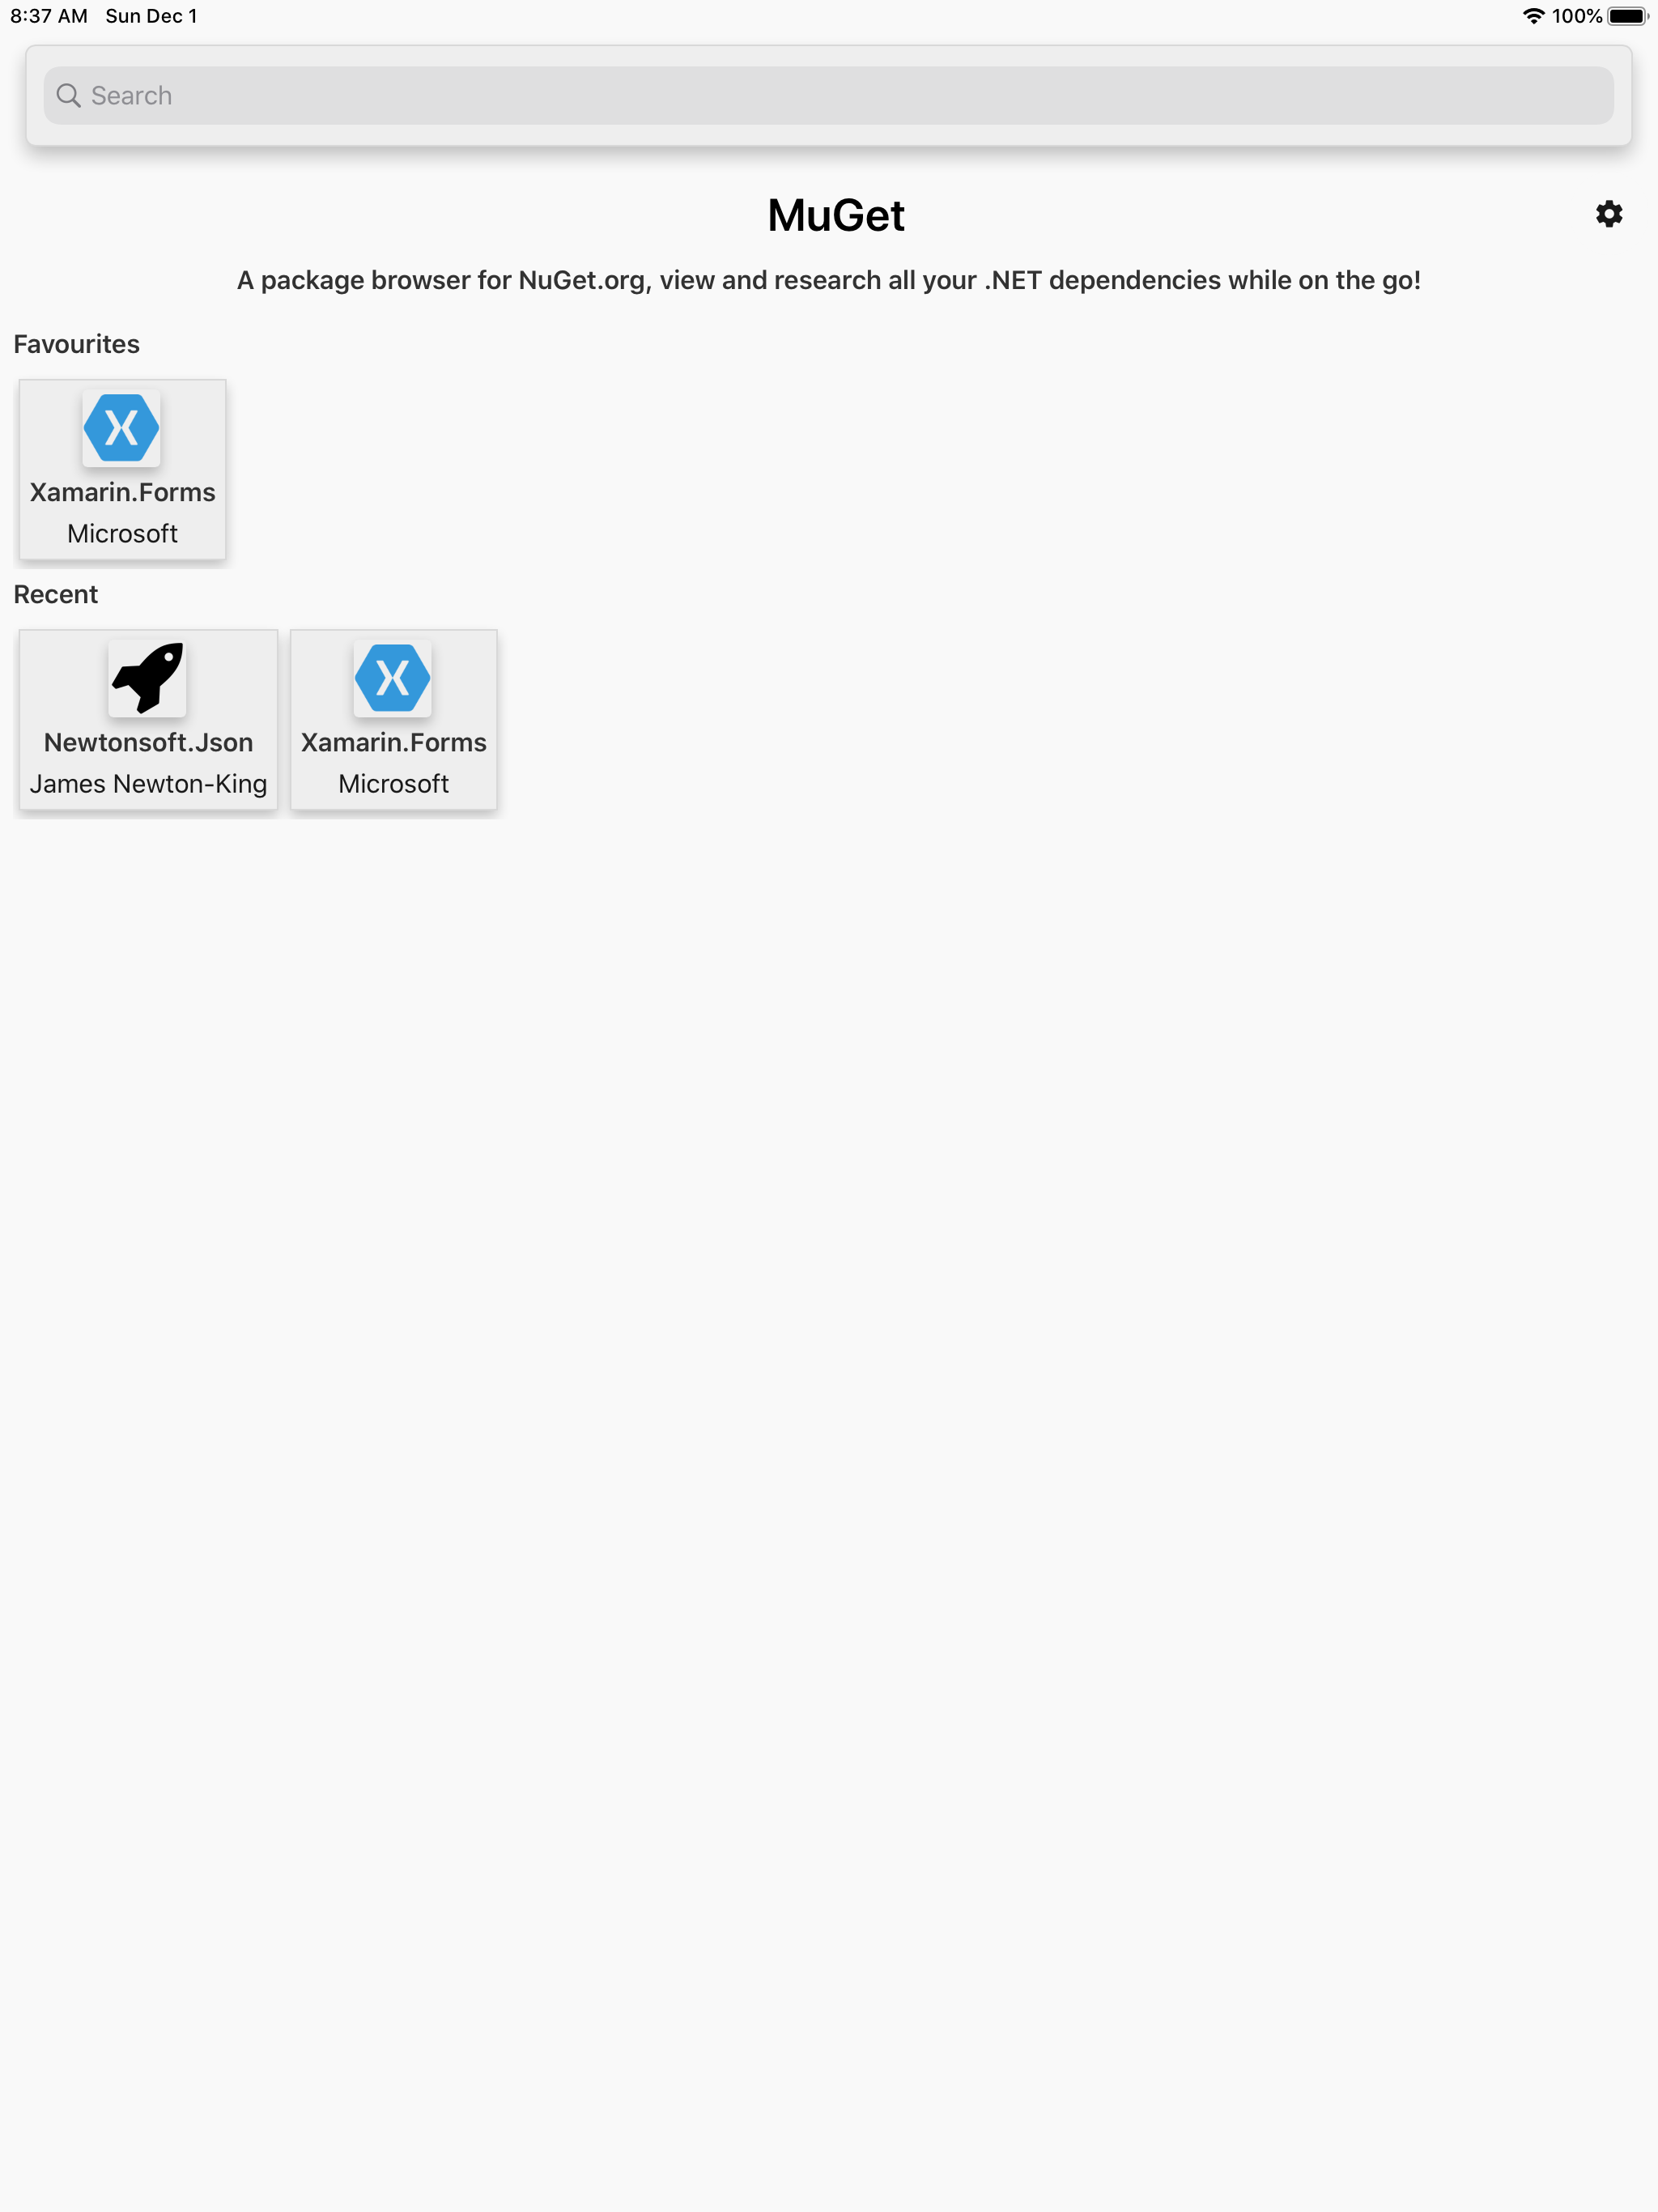 8:37 AM Sun Dec 1 100%
Search
MuGet
A package browser for NuGet.org, view and research all your .NET dependencies while on the go!
Favourites
Xamarin.Forms
Microsoft
Recent
Newtonsoft.Json
James Newton-King
Xamarin.Forms
Microsoft